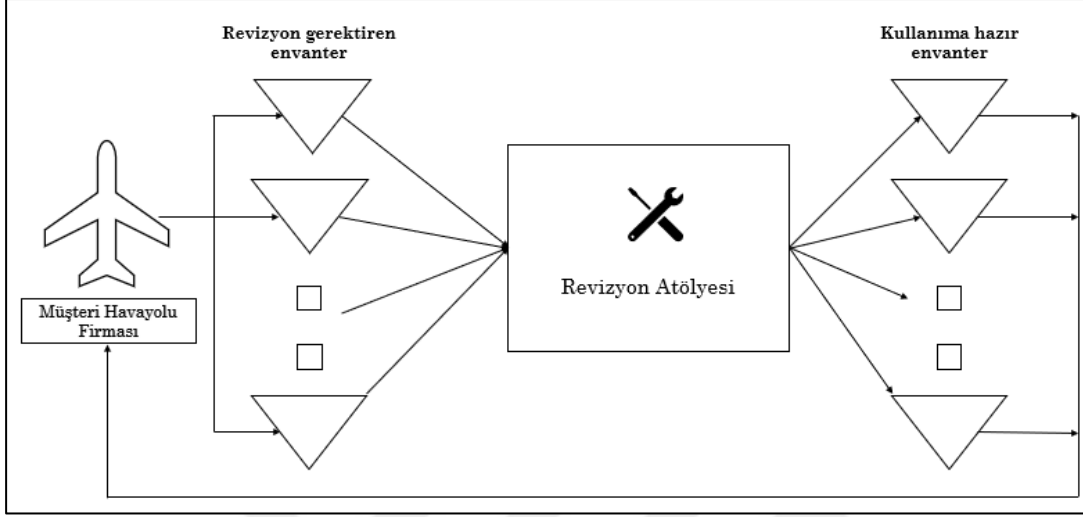 Revizyon gerektiren
envanter
Kullanıma hazır
envanter
Revizyon Atölyesi
Müşteri Havayolu
Firması